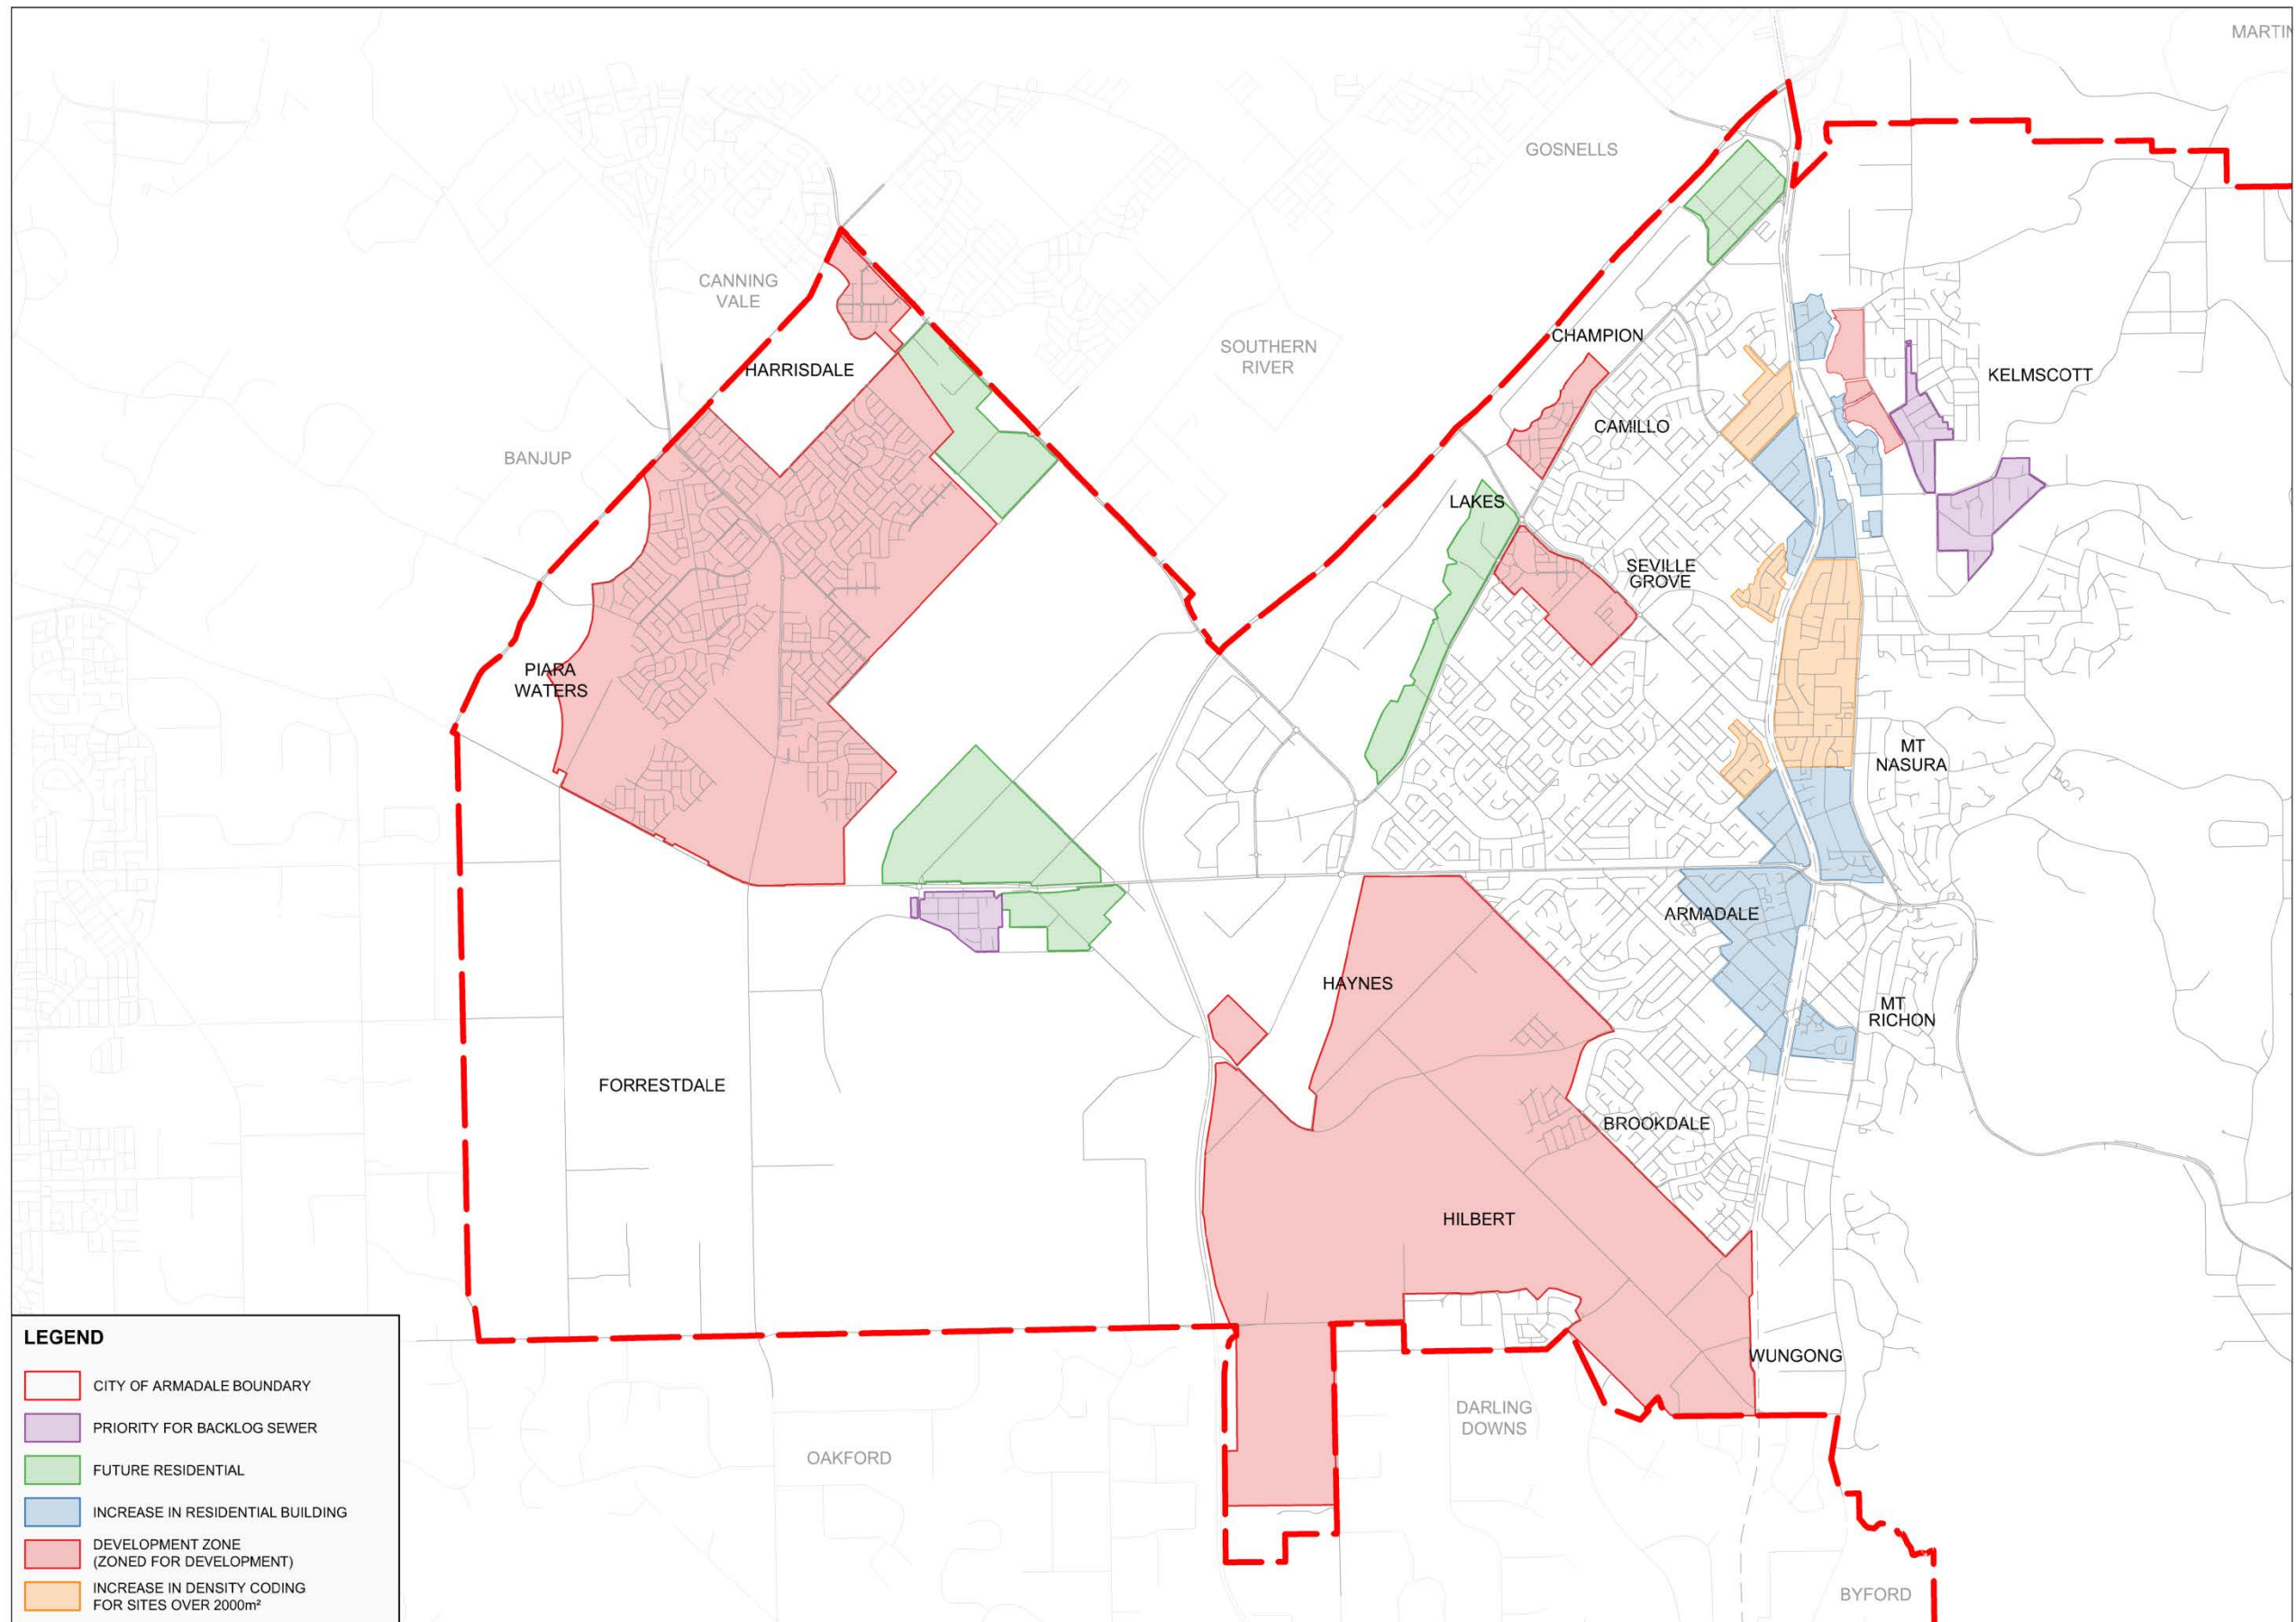 MARTIN
GOSNELLS
CANNING
VALE
HARRISDALE
SOUTHERN
RIVER
CHAMPION
KELMSCOTT
CAMILLO
BANJUP
LAKES
SEVILLE
GROVE
PIARA
WATERS
MT
NASURA
ARMADALE
HAYNES
MT
RICHON
FORRESTDALE
BROOKDALE
HILBERT
WUNGONG
DARLING
DOWNS
OAKFORD
BYFORD
LEGEND
CITY OF ARMADALE BOUNDARY
PRIORITY FOR BACKLOG SEWER
FUTURE RESIDENTIAL
INCREASE IN RESIDENTIAL BUILDING
DEVELOPMENT ZONE
(ZONED FOR DEVELOPMENT)
INCREASE IN DENSITY CODING
FOR SITES OVER 2000m²